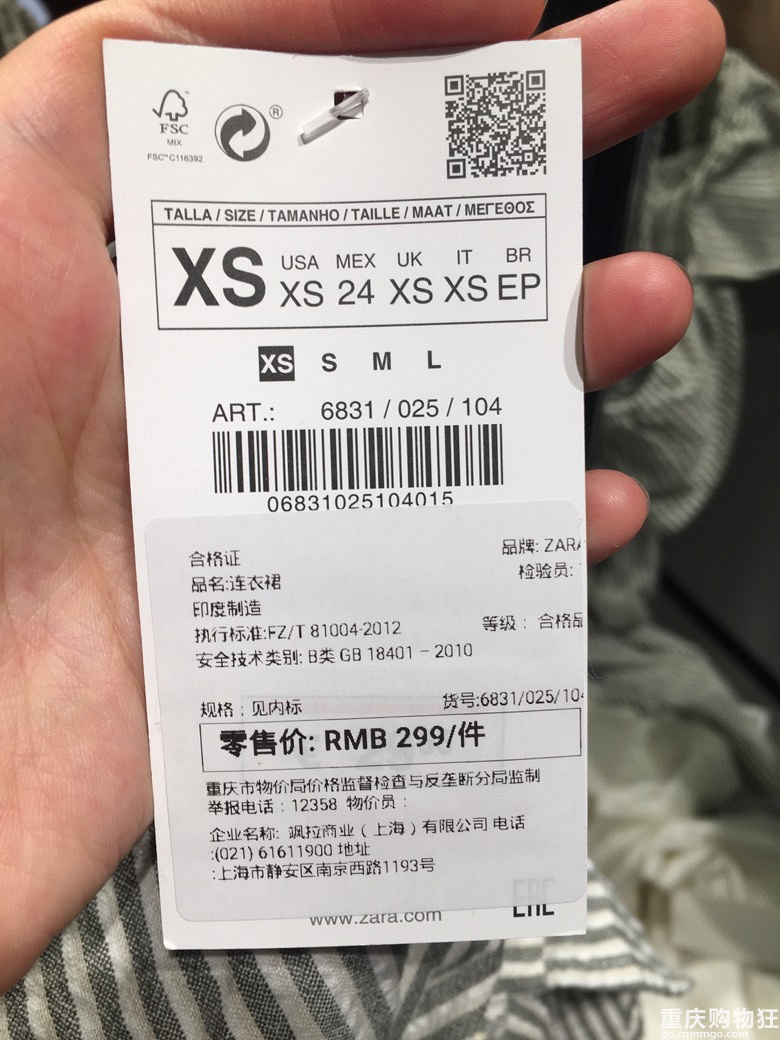 FSC
MIX
FSC™ C116392
®
TALLA / SIZE / TAMANHO / TAILLE / MAAT / ΜΕΓΕΘΟΣ
XS
USA MEX UK IT BR
XS 24 XS XS EP
XS S M L
ART.: 6831 / 025 / 104
06831025104015
合格证
品牌: ZARA
品名:连衣裙
检验员:
印度制造
执行标准:FZ/T 81004-2012
等级: 合格品
安全技术类别: B类 GB 18401 - 2010
规格:见内标
货号:6831/025/104
零售价: RMB 299/件
重庆市物价局价格监督检查与反垄断分局监制
举报电话:12358 物价员:
企业名称: 飒拉商业(上海)有限公司 电话
:(021) 61611900 地址
:上海市静安区南京西路1193号
www.zara.com
EAC
重庆购物狂
go.cqmmgo.com